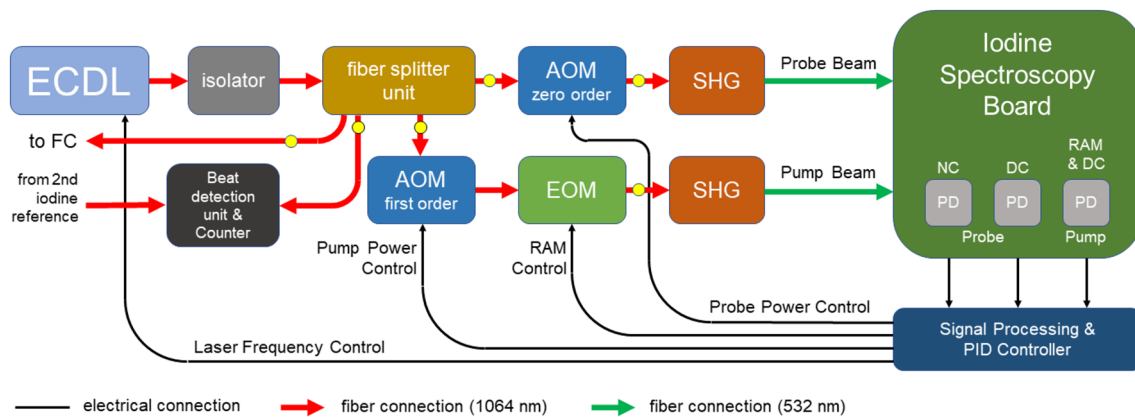 ECDL
isolator
fiber splitter
unit
AOM
zero order
SHG
Probe Beam
Iodine
Spectroscopy
Board
to FC
from 2nd
iodine
reference
Beat
detection
unit &
Counter
AOM
first order
EOM
SHG
Pump Beam
NC
DC
RAM
& DC
PD
PD
PD
Probe
Pump
Pump Power
Control
RAM
Control
Probe Power Control
Laser Frequency Control
Signal Processing &
PID Controller
electrical connection
fiber connection (1064 nm)
fiber connection (532 nm)